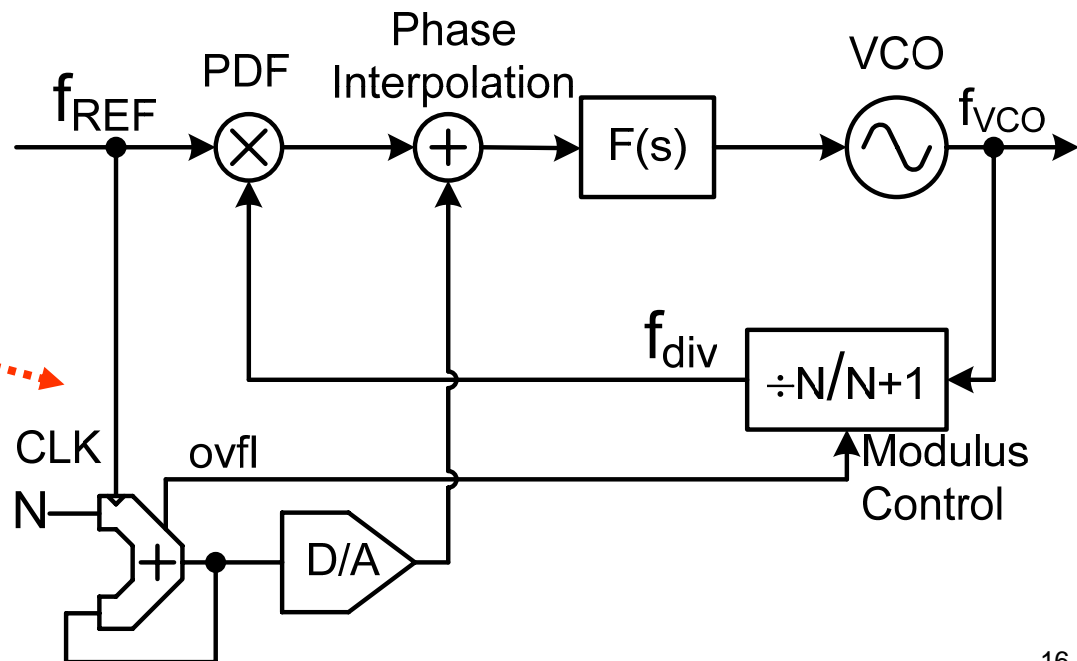 Phase
Interpolation
PDF
VCO
fREF
fVCO
F(s)
fdiv
÷N/N+1
CLK
ovfl
Modulus
Control
N
D/A
16